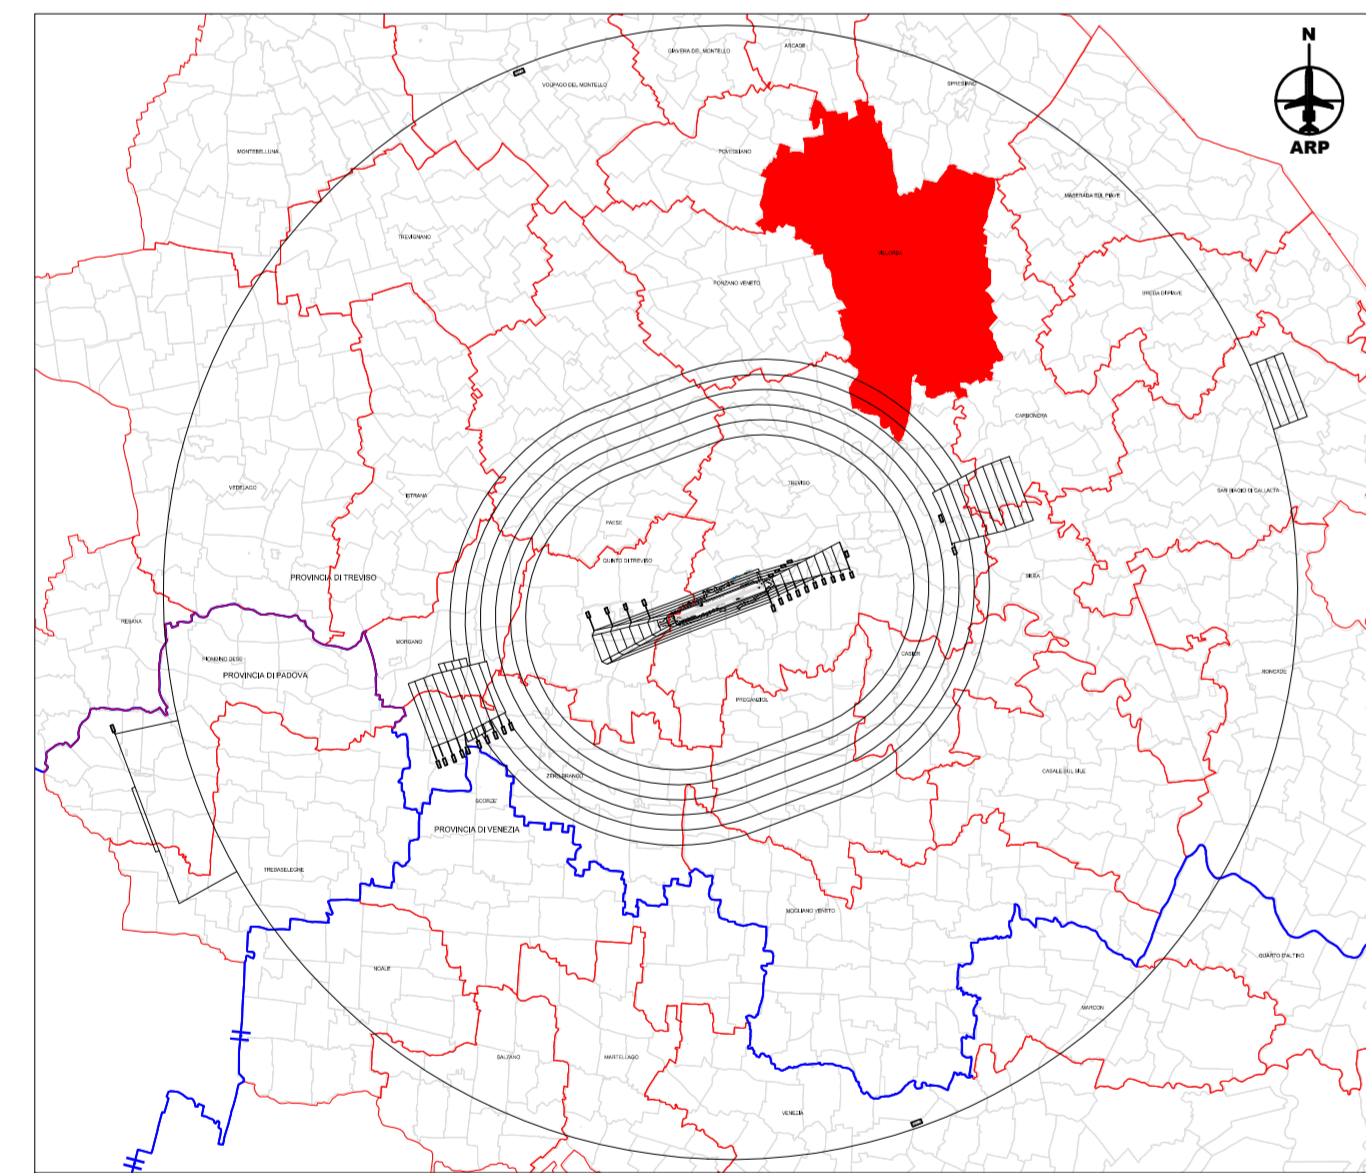 N
ARP
GIAVERA DEL MONTELLO
ARCADE
VOLPAGO DEL MONTELLO
SPRESIANO
MONTEBELLUNA
POVEGLIANO
MASERADA SUL PIAVE
TREVIGNANO
VILLORBA
PONZANO VENETO
BREDA DI PIAVE
CARBONERA
VEDELAGO
ISTRANA
TREVISO
SAN BIAGIO DI CALLALTA
PAESE
QUINTO DI TREVISO
PROVINCIA DI TREVISO
SILEA
RESANA
MORGANO
CASIER
PIOMBINO DESE
PROVINCIA DI PADOVA
RONCADE
PREGANZIOL
ZERO BRANCO
CASALE SUL SILE
SCORZE'
PROVINCIA DI VENEZIA
TREBASELEGHE
MOGLIANO VENETO
QUARTO D'ALTINO
NOALE
MARCON
SALZANO
MARTELLAGO
VENEZIA